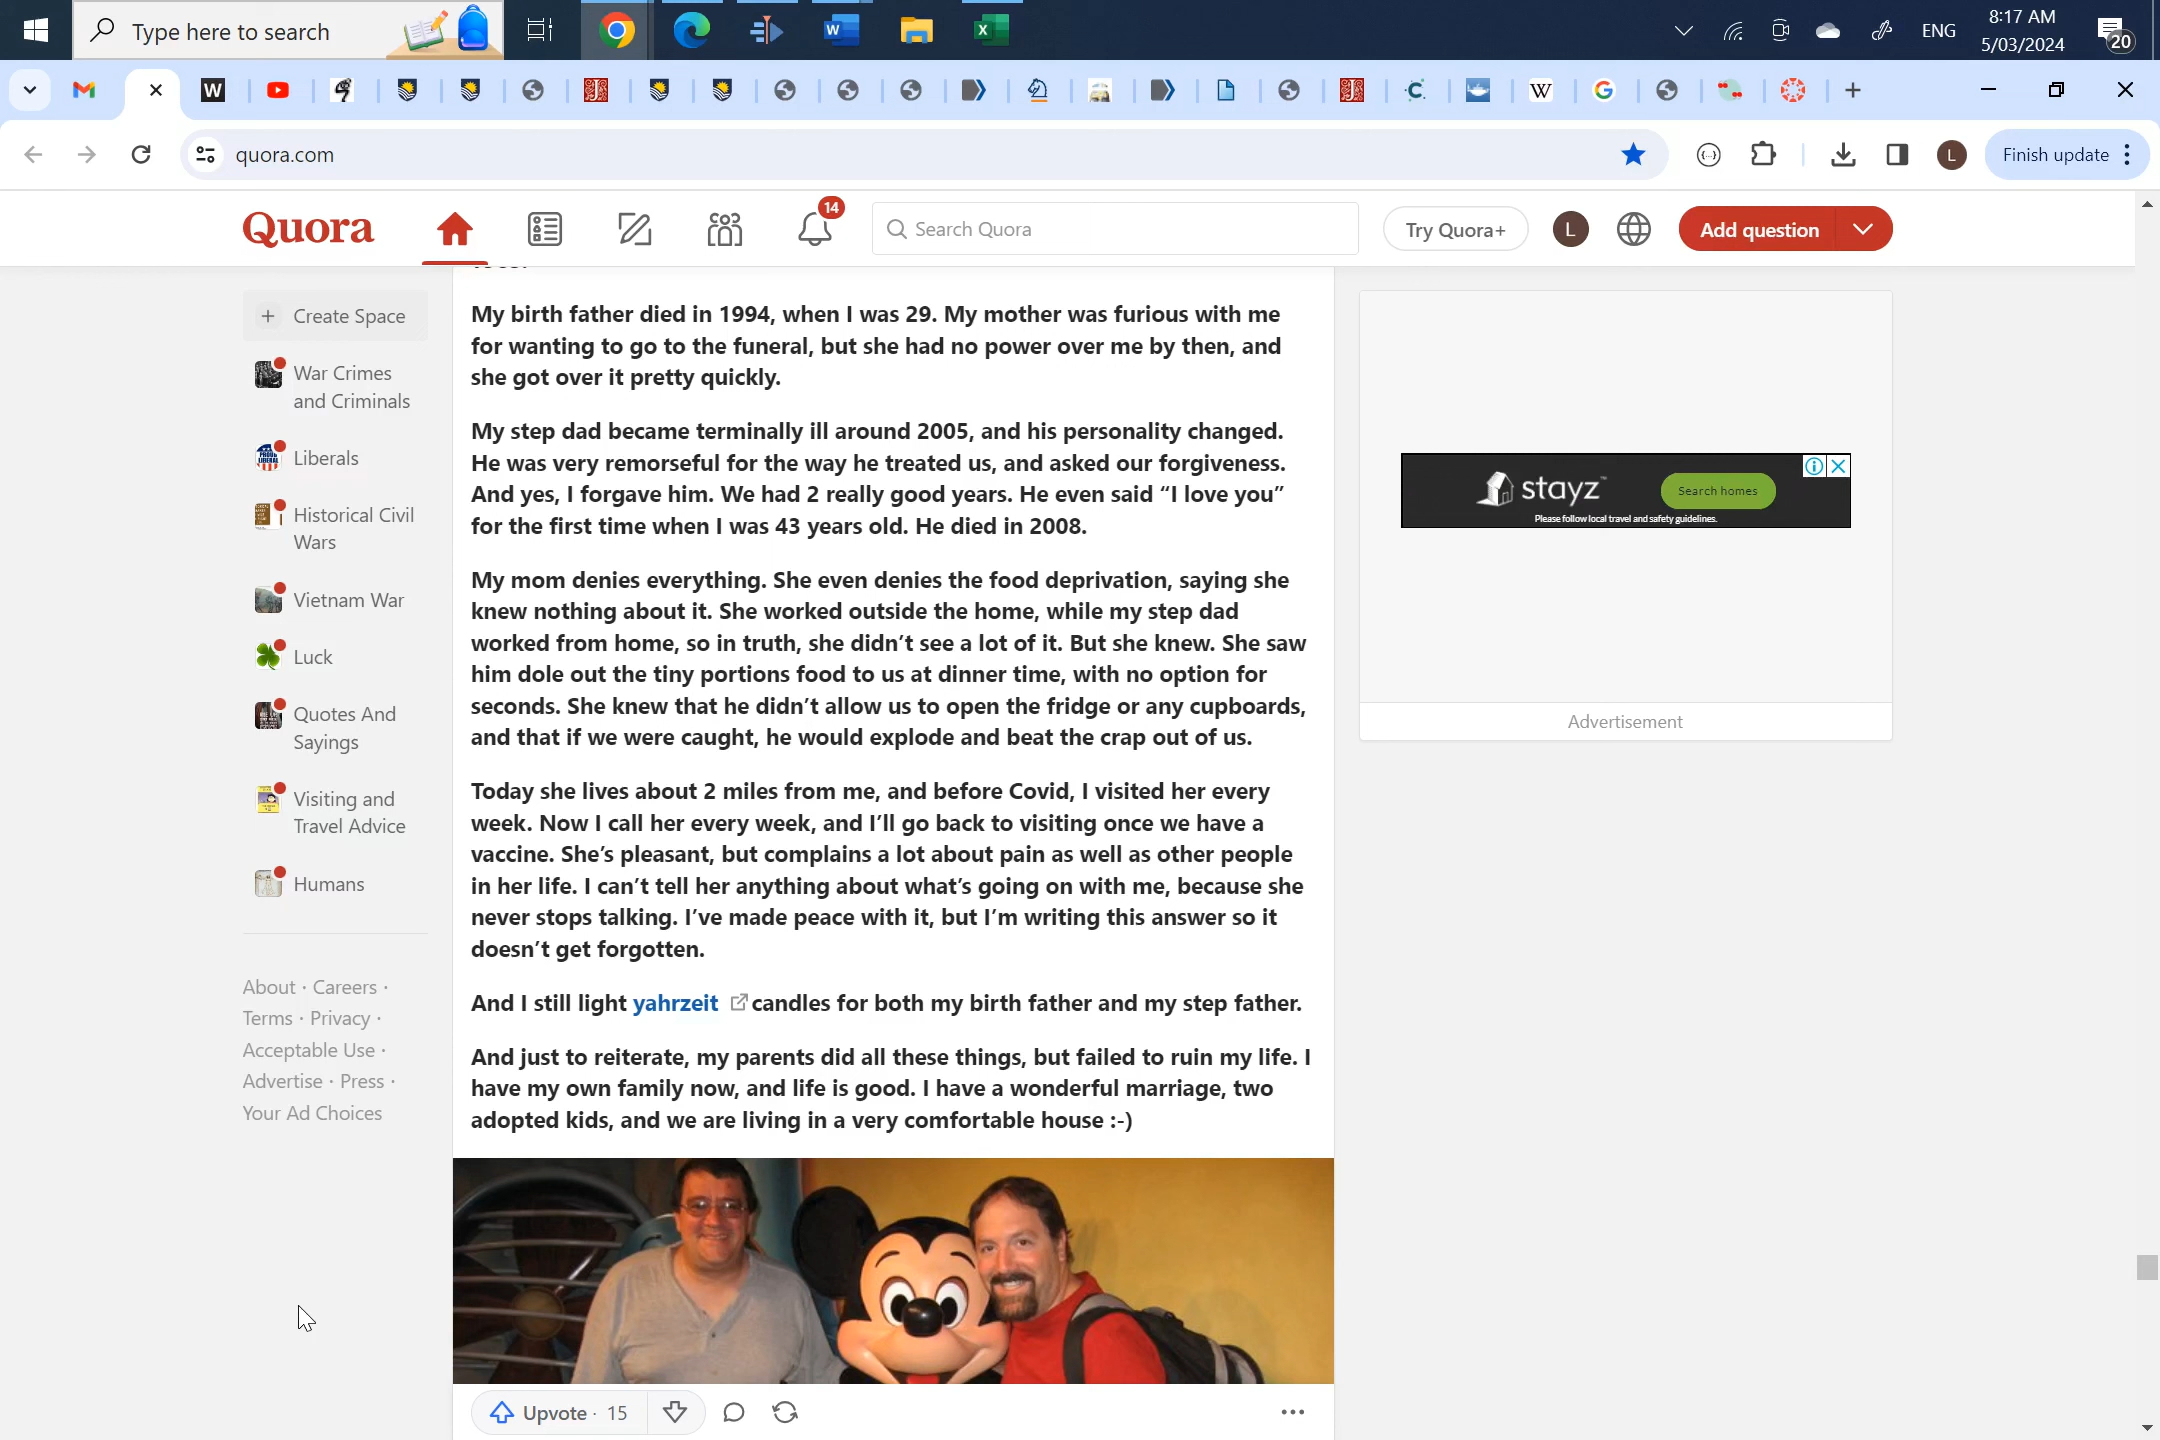 Type here to search
ENG
8:17 AM
5/03/2024
20
quora.com
L
Finish update
Quora
14
Search Quora
Try Quora+
L
Add question
Create Space
War Crimes
and Criminals
Liberals
Historical Civil
Wars
Vietnam War
Luck
Quotes And
Sayings
Visiting and
Travel Advice
Humans
About · Careers ·
Terms · Privacy ·
Acceptable Use ·
Advertise · Press ·
Your Ad Choices
My birth father died in 1994, when I was 29. My mother was furious with me
for wanting to go to the funeral, but she had no power over me by then, and
she got over it pretty quickly.
My step dad became terminally ill around 2005, and his personality changed.
He was very remorseful for the way he treated us, and asked our forgiveness.
And yes, I forgave him. We had 2 really good years. He even said “I love you”
for the first time when I was 43 years old. He died in 2008.
My mom denies everything. She even denies the food deprivation, saying she
knew nothing about it. She worked outside the home, while my step dad
worked from home, so in truth, she didn’t see a lot of it. But she knew. She saw
him dole out the tiny portions food to us at dinner time, with no option for
seconds. She knew that he didn’t allow us to open the fridge or any cupboards,
and that if we were caught, he would explode and beat the crap out of us.
Today she lives about 2 miles from me, and before Covid, I visited her every
week. Now I call her every week, and I’ll go back to visiting once we have a
vaccine. She’s pleasant, but complains a lot about pain as well as other people
in her life. I can’t tell her anything about what’s going on with me, because she
never stops talking. I’ve made peace with it, but I’m writing this answer so it
doesn’t get forgotten.
And I still light yahrzeit candles for both my birth father and my step father.
And just to reiterate, my parents did all these things, but failed to ruin my life. I
have my own family now, and life is good. I have a wonderful marriage, two
adopted kids, and we are living in a very comfortable house :-)
Upvote · 15
stayz™
Search homes
Please follow local travel and safety guidelines.
Advertisement